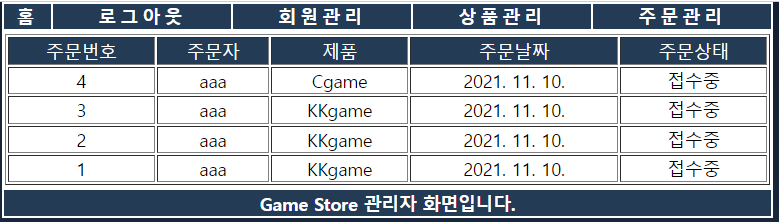 홈 로그아웃 회원관리 상품관리 주문관리
주문번호 주문자 제품 주문날짜 주문상태
4 aaa Cgame 2021. 11. 10. 접수중
3 aaa KKgame 2021. 11. 10. 접수중
2 aaa KKgame 2021. 11. 10. 접수중
1 aaa KKgame 2021. 11. 10. 접수중
Game Store 관리자 화면입니다.